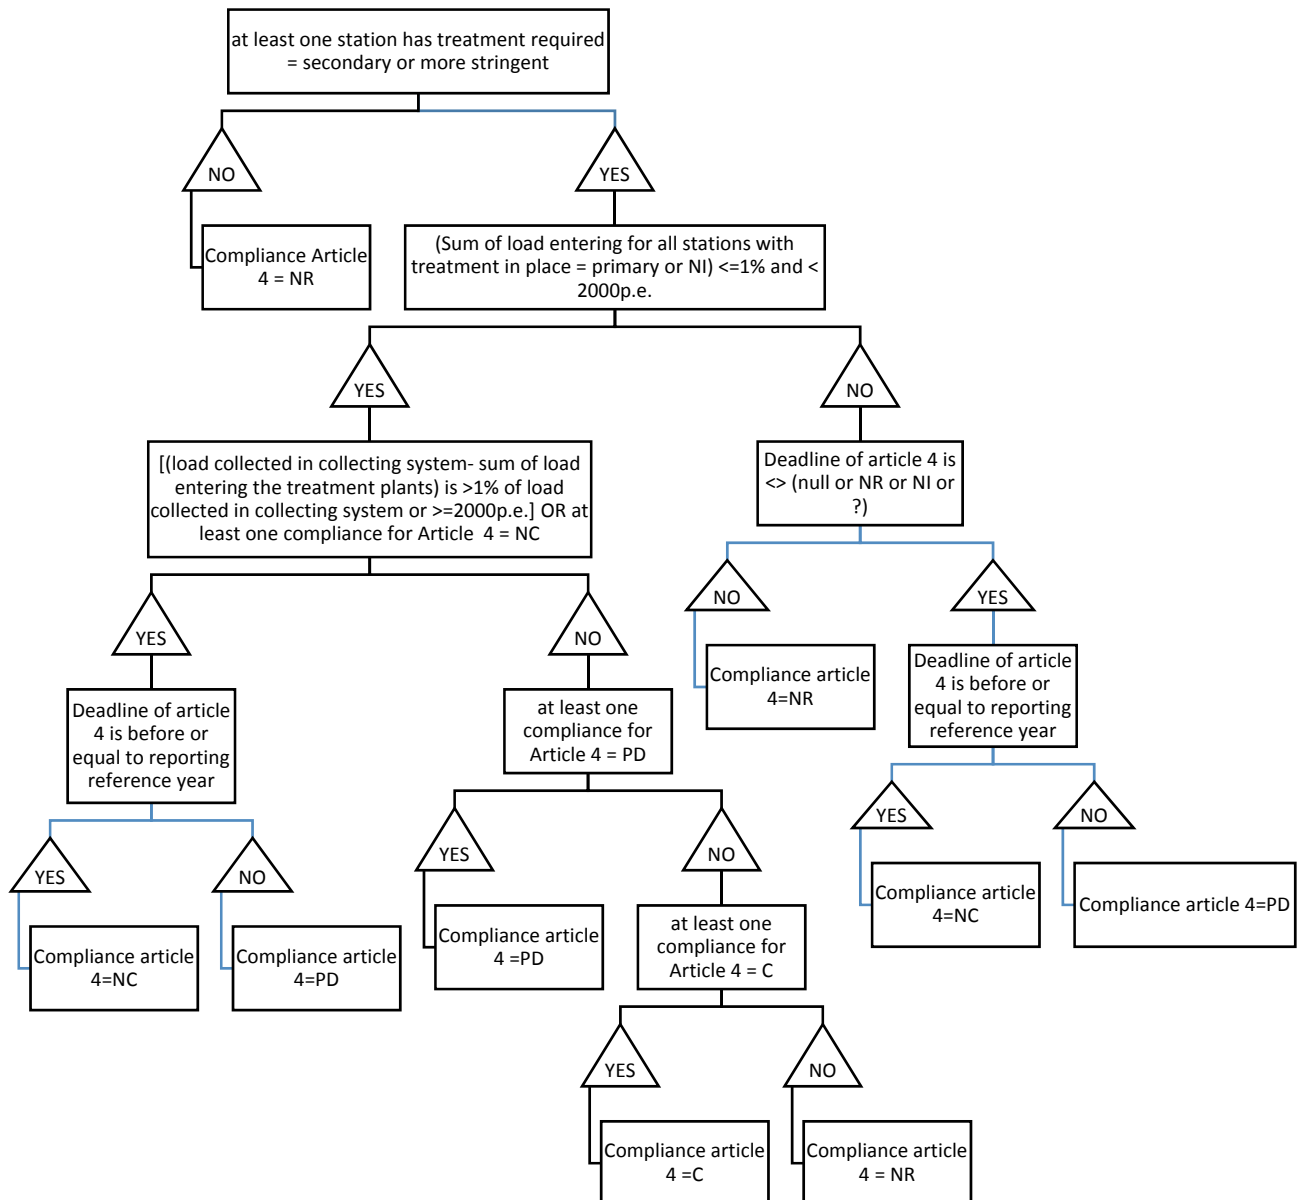 at least one station has treatment required
= secondary or more stringent
NO
YES
Compliance Article
4 = NR
(Sum of load entering for all stations with
treatment in place = primary or NI) <=1% and <
2000p.e.
YES
NO
[(load collected in collecting system- sum of load
entering the treatment plants) is >1% of load
collected in collecting system or >=2000p.e.] OR at
least one compliance for Article 4 = NC
Deadline of article 4 is
<> (null or NR or NI or
?)
YES
NO
NO
YES
Deadline of article
4 is before or
equal to reporting
reference year
at least one
compliance for
Article 4 = PD
Compliance article
4=NR
Deadline of article
4 is before or
equal to reporting
reference year
YES
NO
YES
NO
YES
NO
Compliance article
4=NC
Compliance article
4=PD
Compliance article
4 =PD
at least one
compliance for
Article 4 = C
Compliance article
4=NC
Compliance article 4=PD
YES
NO
Compliance article
4 =C
Compliance article
4 = NR